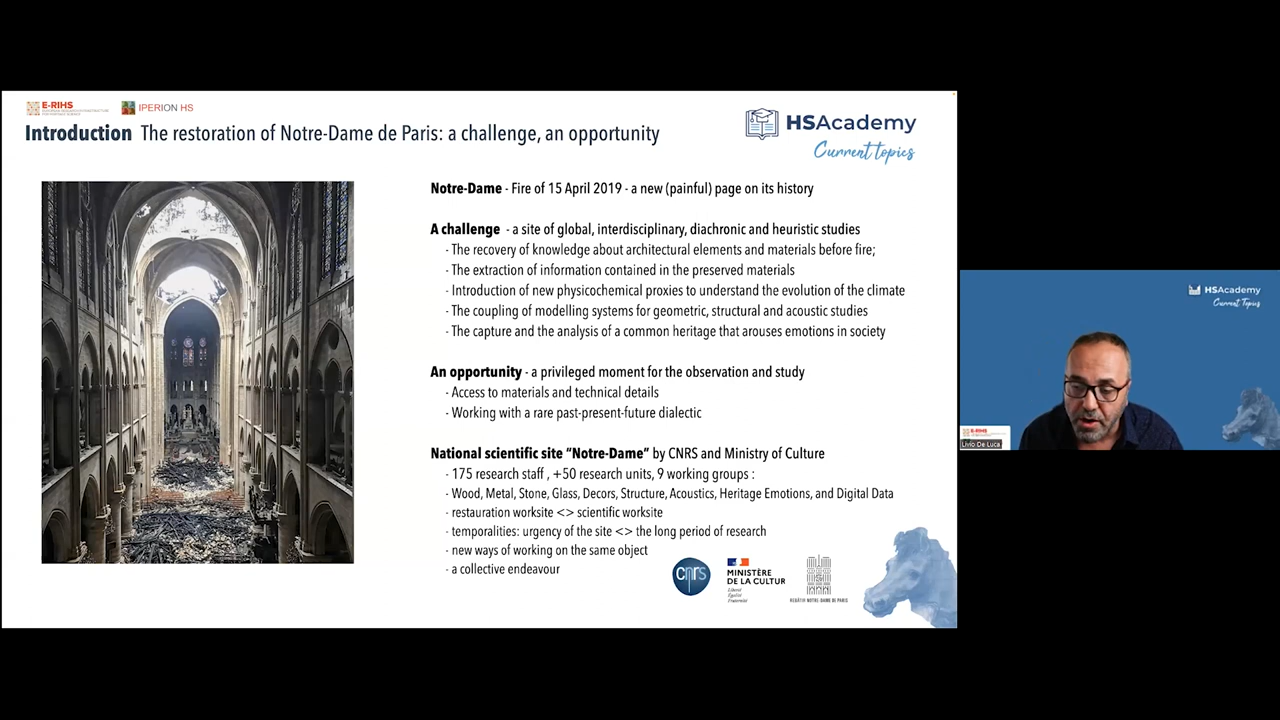 E-RIHS
IPERION HS
Introduction The restoration of Notre-Dame de Paris: a challenge, an opportunity
HSAcademy
Current topics
Notre-Dame - Fire of 15 April 2019 - a new (painful) page on its history
A challenge - a site of global, interdisciplinary, diachronic and heuristic studies
- The recovery of knowledge about architectural elements and materials before fire;
- The extraction of information contained in the preserved materials
- Introduction of new physicochemical proxies to understand the evolution of the climate
- The coupling of modelling systems for geometric, structural and acoustic studies
- The capture and the analysis of a common heritage that arouses emotions in society
An opportunity - a privileged moment for the observation and study
- Access to materials and technical details
- Working with a rare past-present-future dialectic
National scientific site “Notre-Dame” by CNRS and Ministry of Culture
- 175 research staff , +50 research units, 9 working groups :
- Wood, Metal, Stone, Glass, Decors, Structure, Acoustics, Heritage Emotions, and Digital Data
- restauration worksite <> scientific worksite
- temporalities: urgency of the site <> the long period of research
- new ways of working on the same object
- a collective endeavour
cnrs
MINISTÈRE
DE LA CULTUR
Liberté
Égalité
Fraternité
REBÂTIR NOTRE-DAME DE PARIS
HSAcademy
Current Topics
E-RIHS
Livio De Luca